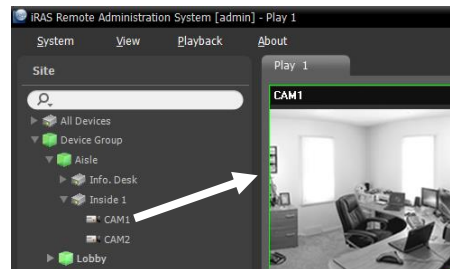 iRAS Remote Administration System [admin] - Play 1
System View Playback About
Site
Play 1
CAM1
All Devices
Device Group
Aisle
Info. Desk
Inside 1
CAM1
CAM2
Lobby